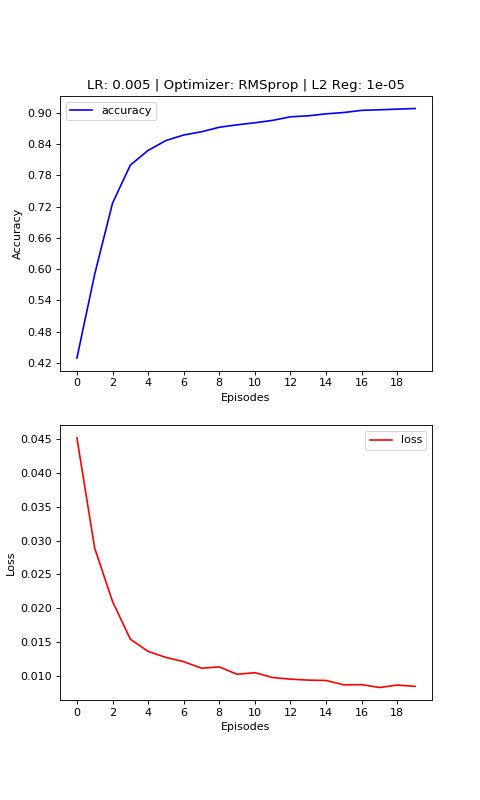 LR: 0.005 | Optimizer: RMSprop | L2 Reg: 1e-05
accuracy
0.90
0.84
0.78
0.72
0.66
0.60
0.54
0.48
0.42
Accuracy
0 2 4 6 8 10 12 14 16 18
Episodes
loss
0.045
0.040
0.035
0.030
0.025
0.020
0.015
0.010
Loss
0 2 4 6 8 10 12 14 16 18
Episodes